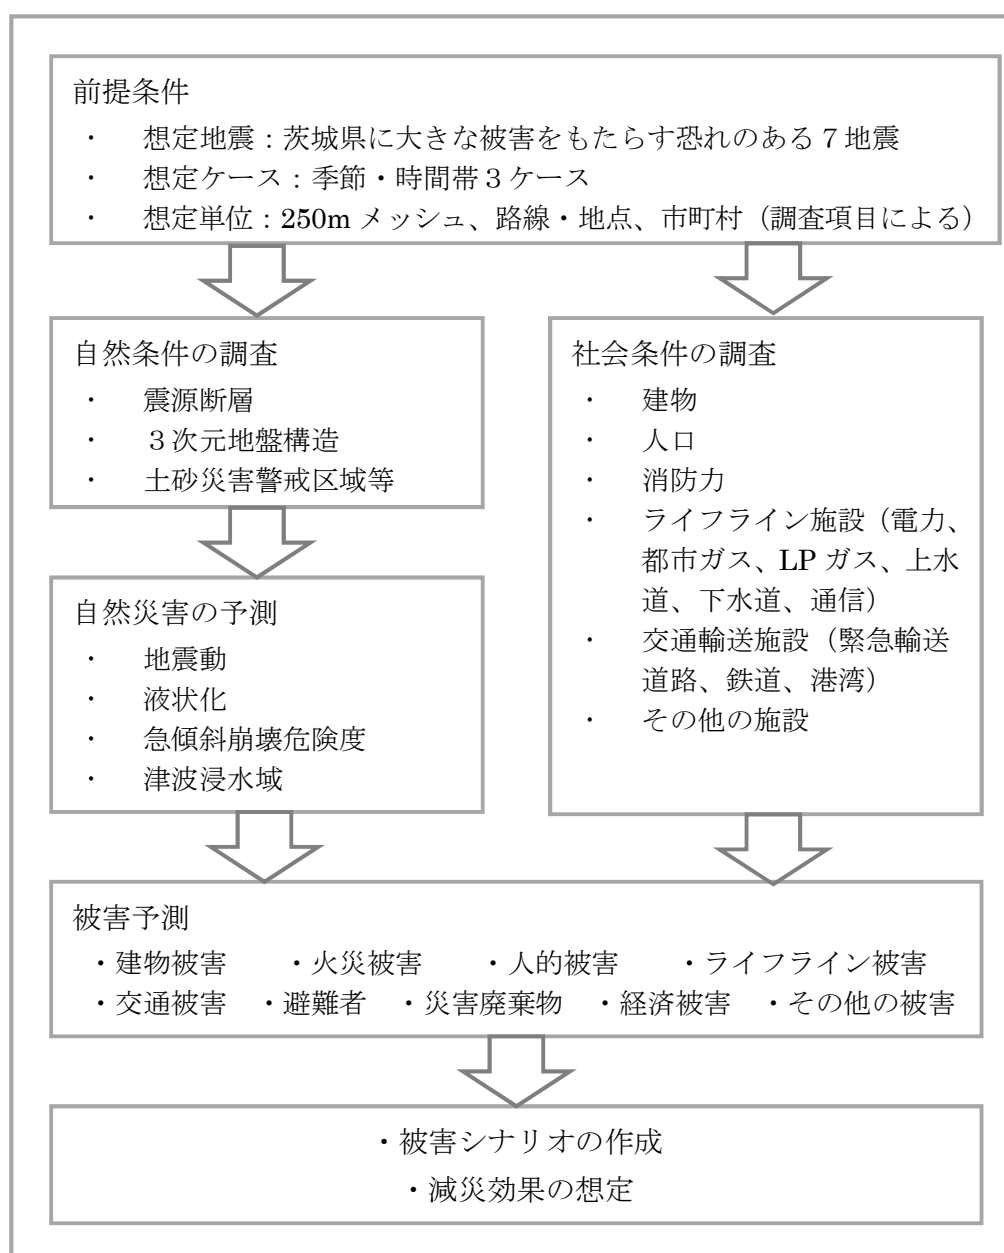 前提条件
・ 想定地震：茨城県に大きな被害をもたらす恐れのある７地震
・ 想定ケース：季節・時間帯３ケース
・ 想定単位：250m メッシュ、路線・地点、市町村（調査項目による）
自然条件の調査
・ 震源断層
・ ３次元地盤構造
・ 土砂災害警戒区域等
自然災害の予測
・ 地震動
・ 液状化
・ 急傾斜崩壊危険度
・ 津波浸水域
社会条件の調査
・ 建物
・ 人口
・ 消防力
・ ライフライン施設（電力、
都市ガス、LP ガス、上水
道、下水道、通信）
・ 交通輸送施設（緊急輸送
道路、鉄道、港湾）
・ その他の施設
被害予測
・建物被害 ・火災被害 ・人的被害 ・ライフライン被害
・交通被害 ・避難者 ・災害廃棄物 ・経済被害 ・その他の被害
・被害シナリオの作成
・減災効果の想定